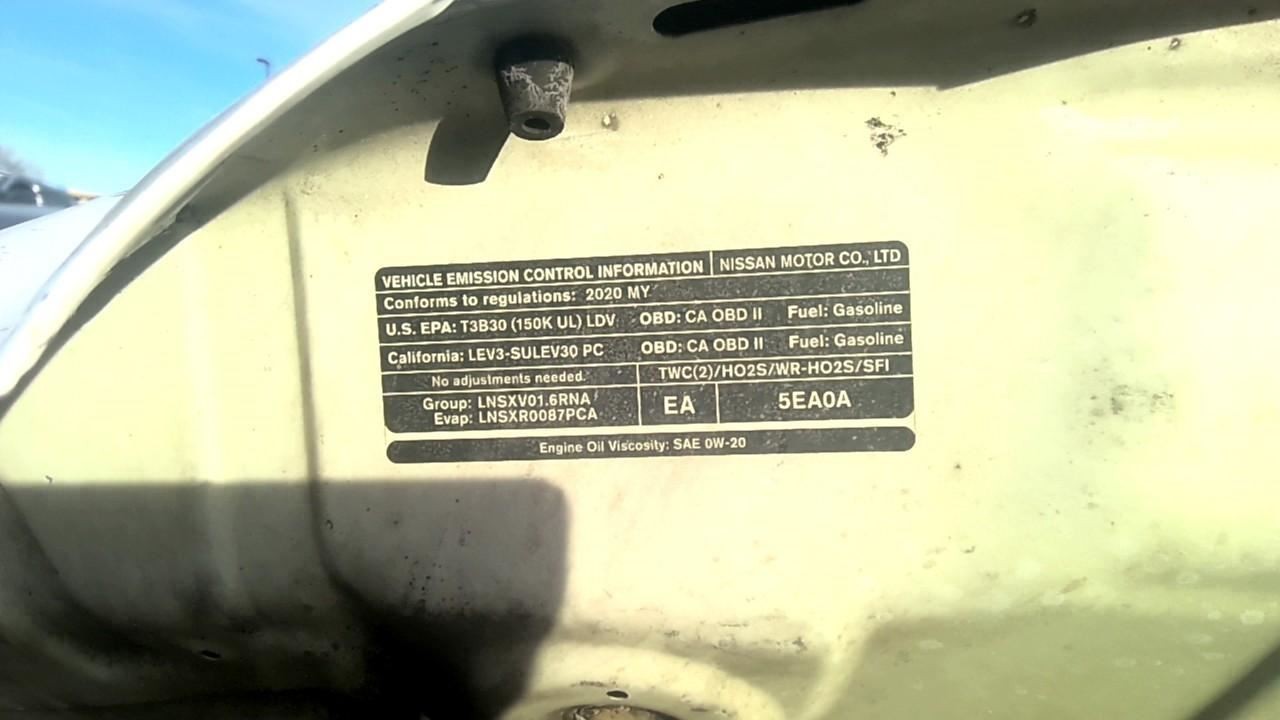 VEHICLE EMISSION CONTROL INFORMATION NISSAN MOTOR CO., LTD
Conforms to regulations: 2020 MY
U.S. EPA: T3B30 (150K UL) LDV OBD: CA OBD II Fuel: Gasoline
California: LEV3-SULEV30 PC OBD: CA OBD II Fuel: Gasoline
No adjustments needed. TWC(2)/HO2S/WR-HO2S/SFI
Group: LNSXV01.6RNA
Evap: LNSXR0087PCA
EA 5EA0A
Engine Oil Viscosity: SAE 0W-20